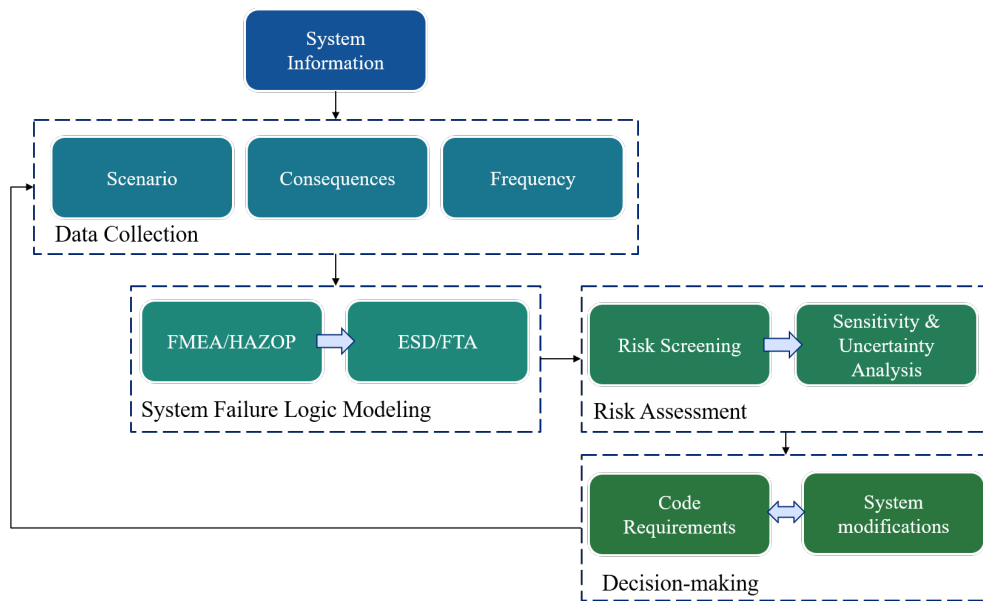 System
Information
Scenario
Consequences
Frequency
Data Collection
FMEA/HAZOP
ESD/FTA
System Failure Logic Modeling
Risk Screening
Sensitivity &
Uncertainty
Analysis
Risk Assessment
Code
Requirements
System
modifications
Decision-making